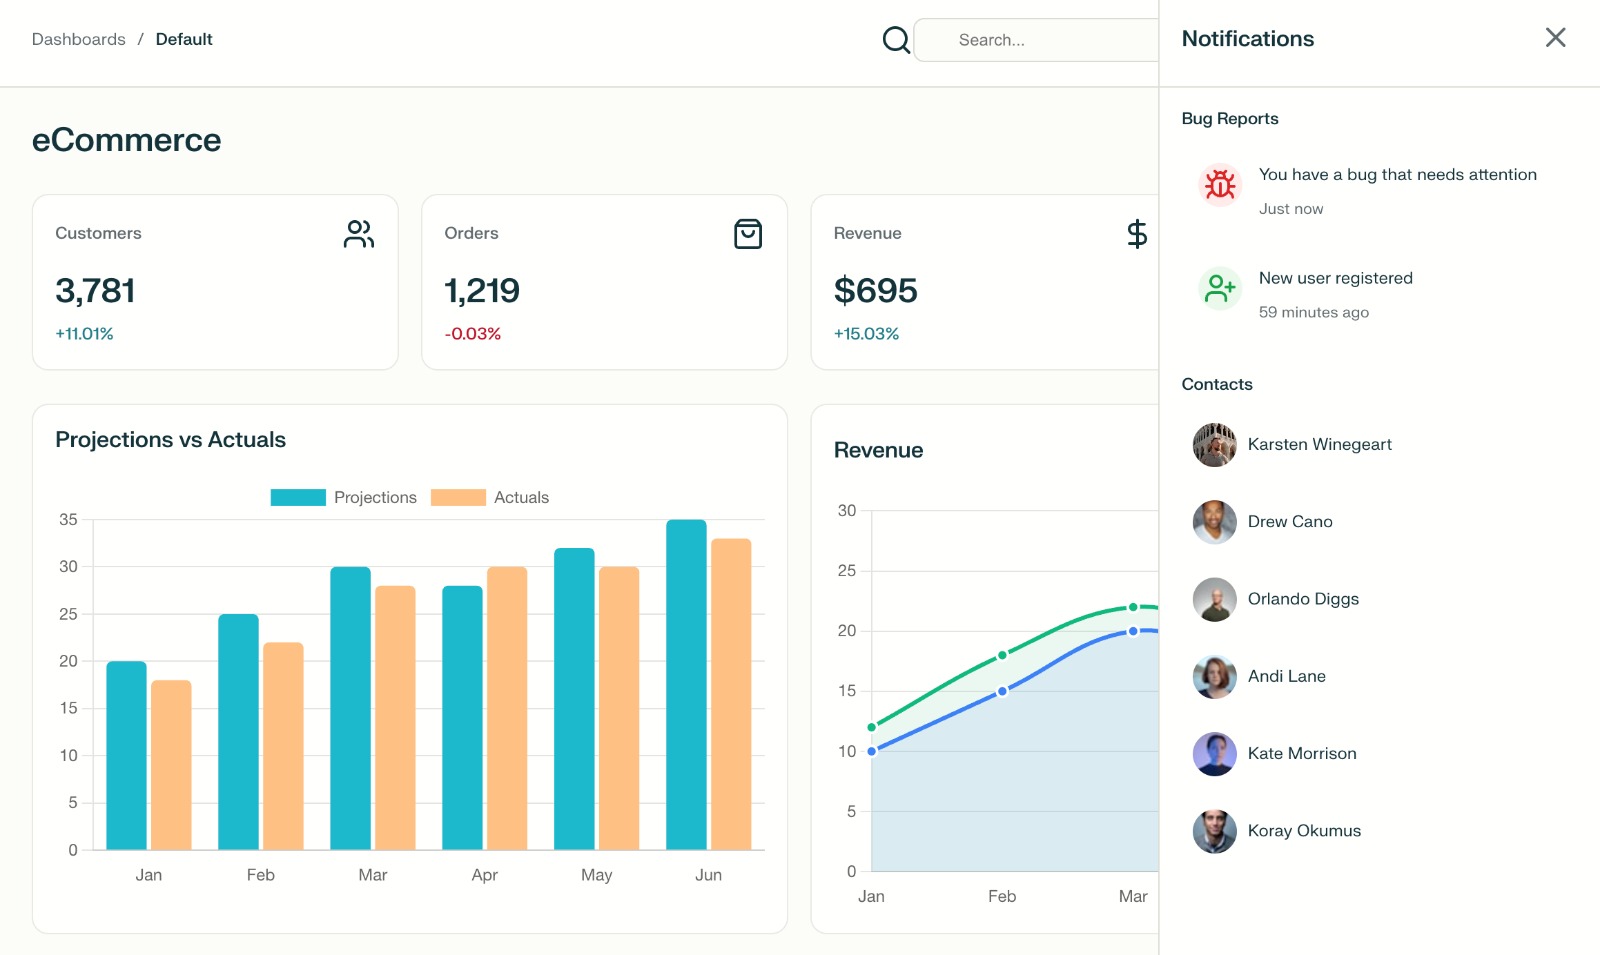 Dashboards / Default
Search...
eCommerce
Customers
3,781
+11.01%
Orders
1,219
-0.03%
Revenue
$695
+15.03%
Projections vs Actuals
Projections
Actuals
35
30
25
20
15
10
5
0
Jan
Feb
Mar
Apr
May
Jun
Revenue
30
25
20
15
10
5
0
Jan
Feb
Mar
Notifications
Bug Reports
You have a bug that needs attention
Just now
New user registered
59 minutes ago
Contacts
Karsten Winegeart
Drew Cano
Orlando Diggs
Andi Lane
Kate Morrison
Koray Okumus